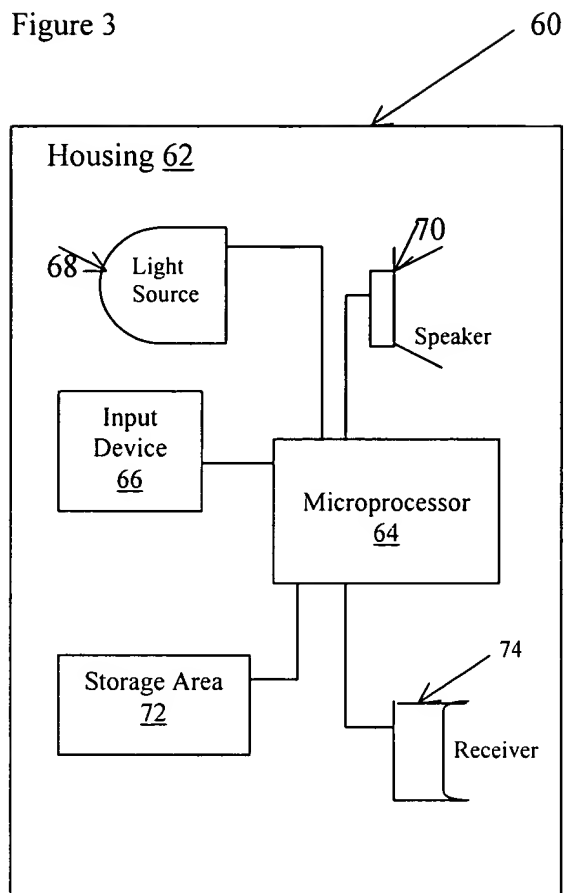 Figure 3
60
Housing 62
68
Light
Source
70
Speaker
Input
Device
66
Microprocessor
64
Storage Area
72
74
Receiver